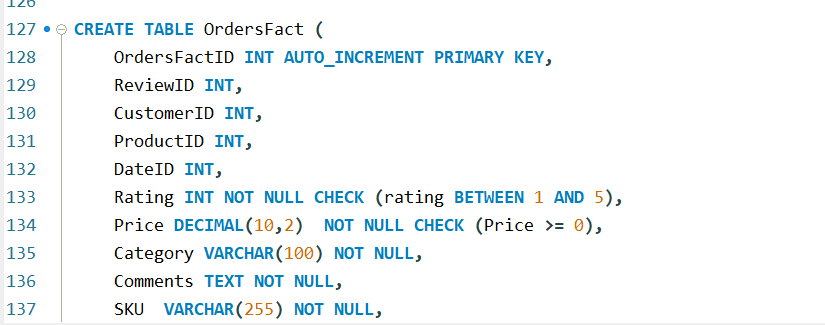 126
127 CREATE TABLE OrdersFact (
128 OrdersFactID INT AUTO_INCREMENT PRIMARY KEY,
129 ReviewID INT,
130 CustomerID INT,
131 ProductID INT,
132 DateID INT,
133 Rating INT NOT NULL CHECK (rating BETWEEN 1 AND 5),
134 Price DECIMAL(10,2)  NOT NULL CHECK (Price >= 0),
135 Category VARCHAR(100) NOT NULL,
136 Comments TEXT NOT NULL,
137 SKU  VARCHAR(255) NOT NULL,